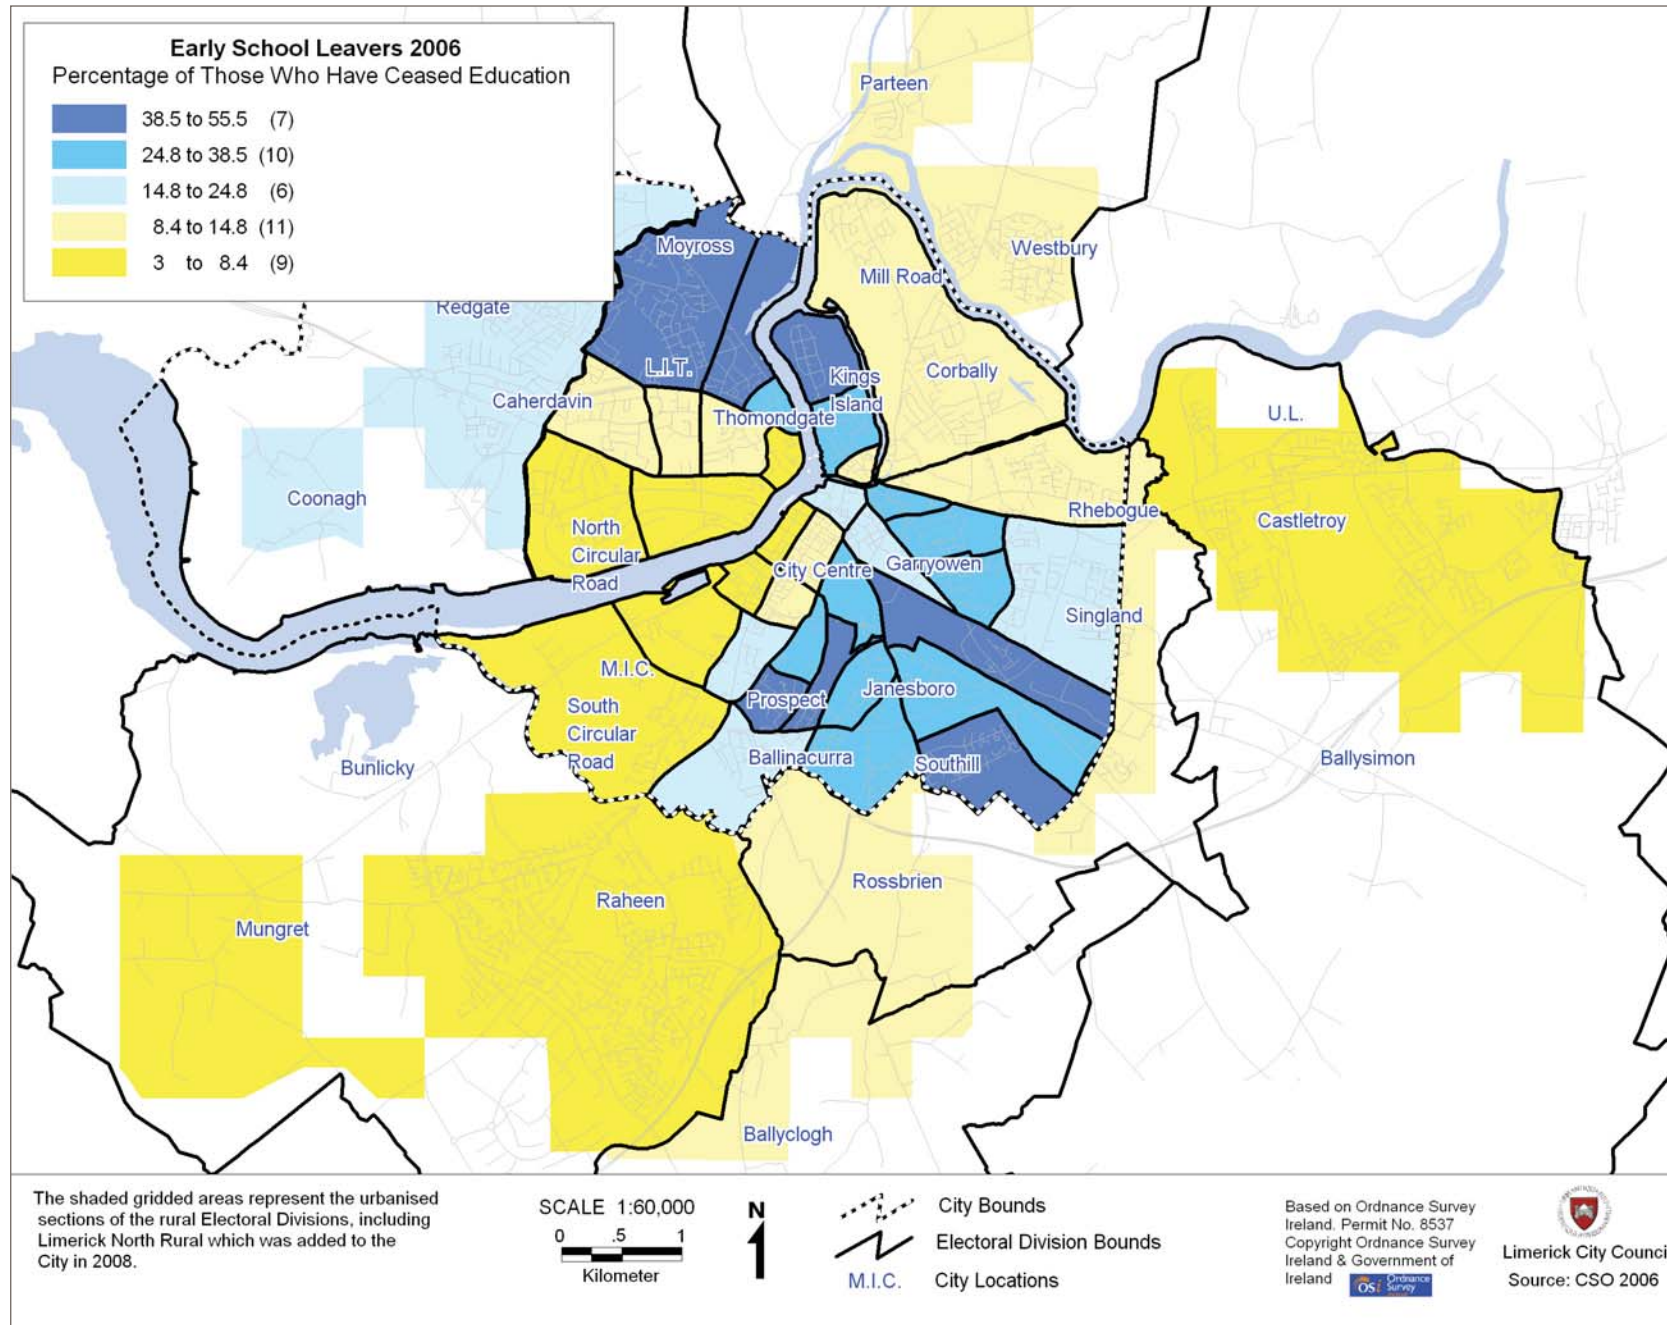 Early School Leavers 2006
Percentage of Those Who Have Ceased Education
38.5 to 55.5 (7)
24.8 to 38.5 (10)
14.8 to 24.8 (6)
8.4 to 14.8 (11)
3 to 8.4 (9)
Parteen
Westbury
Moyross
Mill Road
Redgate
L.I.T.
Kings
Island
Corbally
Caherdavin
Thomondgate
U.L.
Coonagh
Rhebogue
Castletroy
North
Circular
Road
City Centre
Garryowen
Singland
M.I.C.
Prospect
Janesboro
South
Circular
Road
Bunlicky
Ballinacurra
Southill
Ballysimon
Raheen
Rossbrien
Mungret
Ballyclogh
The shaded gridded areas represent the urbanised
sections of the rural Electoral Divisions, including
Limerick North Rural which was added to the
City in 2008.
SCALE 1:60,000
0 .5 1
Kilometer
N
City Bounds
Electoral Division Bounds
M.I.C. City Locations
Based on Ordnance Survey
Ireland. Permit No. 8537
Copyright Ordnance Survey
Ireland & Government of
Ireland
OSi Ordnance
Survey
Limerick City Counci
Source: CSO 2006